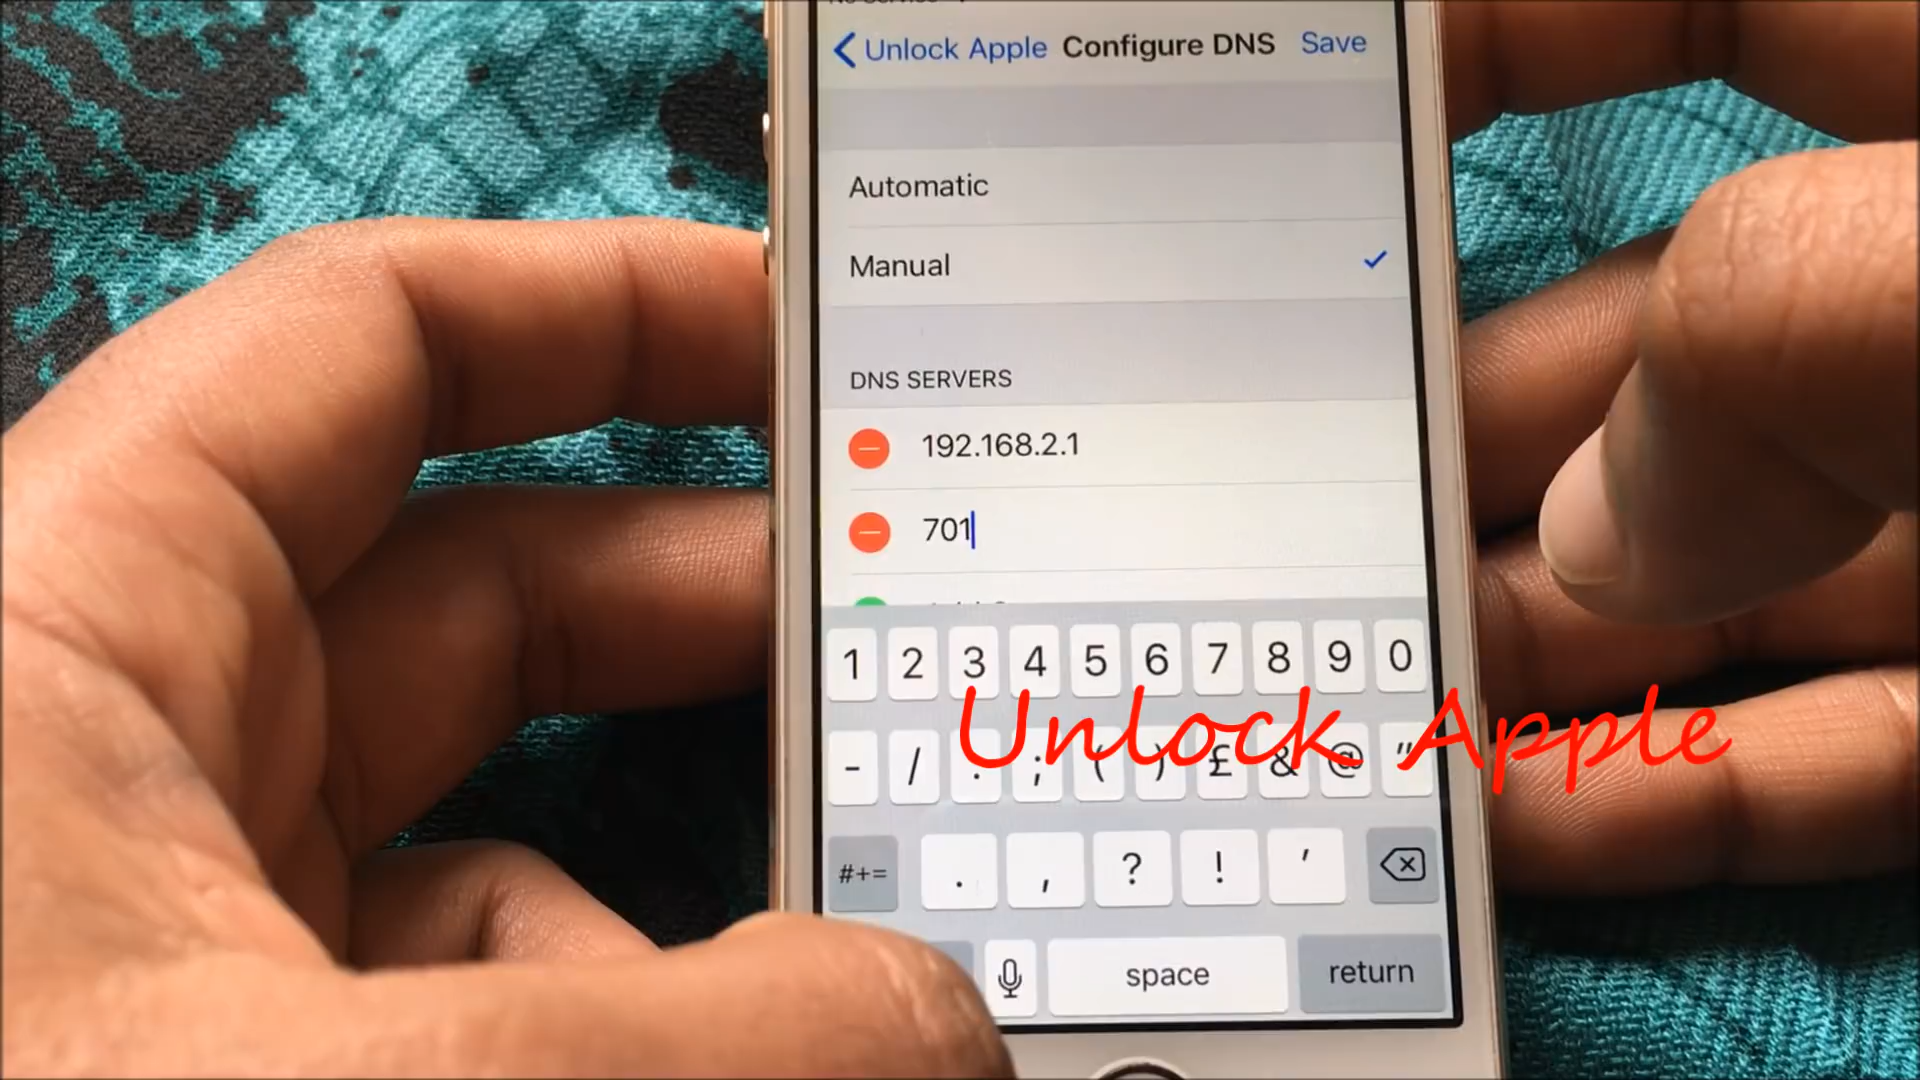 Unlock Apple Configure DNS Save
Automatic
Manual
DNS SERVERS
192.168.2.1
701
1 2 3 4 5 6 7 8 9 0
- / : ; ( ) £ & @ "
Unlock Apple
#+= . , ? ! '
space return